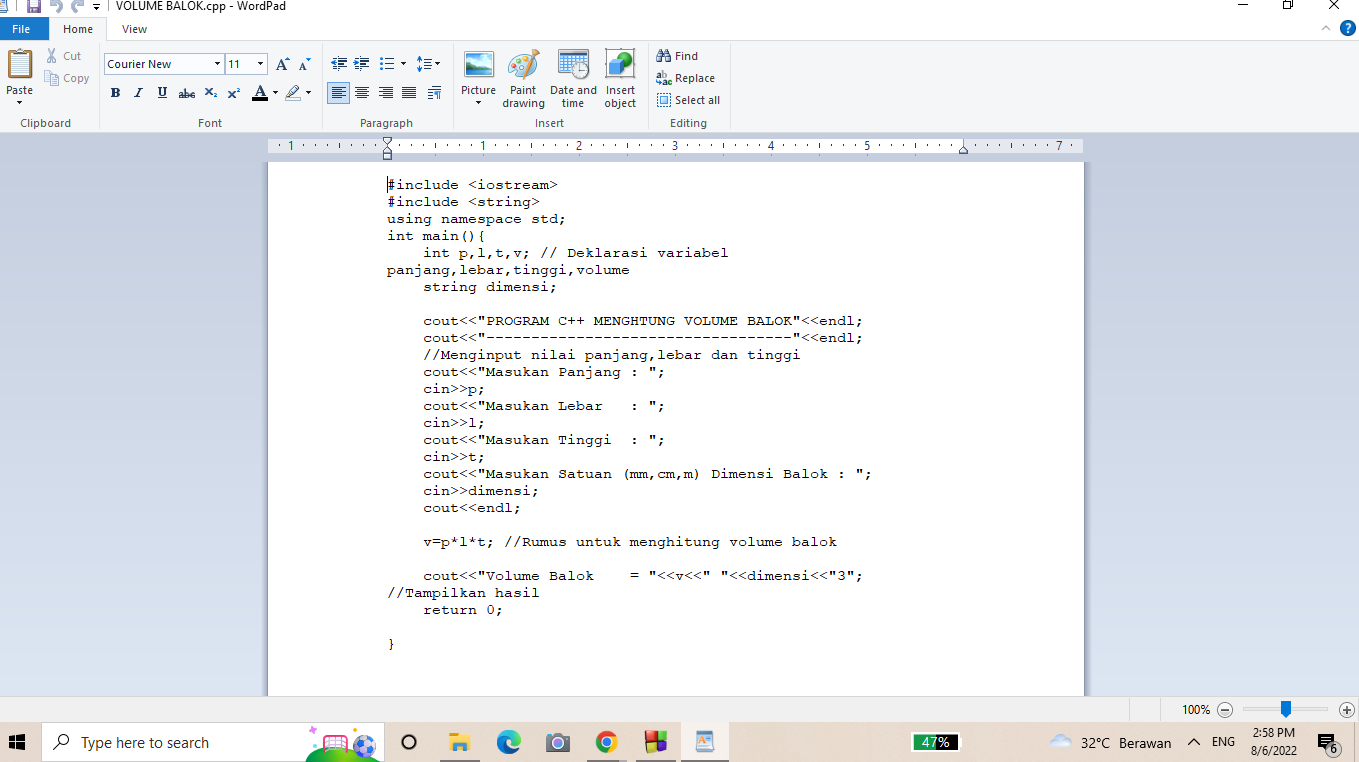 VOLUME BALOK.cpp - WordPad
File Home View
Cut
Copy
Paste
Clipboard
Courier New 11
Font
Paragraph
Picture
Paint drawing
Date and time
Insert object
Insert
Find
Replace
Select all
Editing
1 1 2 3 4 5 7
#include <iostream>
#include <string>
using namespace std;
int main(){
    int p,l,t,v; // Deklarasi variabel
panjang,lebar,tinggi,volume
    string dimensi;
    cout<<"PROGRAM C++ MENGHTUNG VOLUME BALOK"<<endl;
    cout<<"----------------------------------"<<endl;
    //Menginput nilai panjang,lebar dan tinggi
    cout<<"Masukan Panjang : ";
    cin>>p;
    cout<<"Masukan Lebar   : ";
    cin>>l;
    cout<<"Masukan Tinggi  : ";
    cin>>t;
    cout<<"Masukan Satuan (mm,cm,m) Dimensi Balok : ";
    cin>>dimensi;
    cout<<endl;
    v=p*l*t; //Rumus untuk menghitung volume balok
    cout<<"Volume Balok    = "<<v<<" "<<dimensi<<"3";
//Tampilkan hasil
    return 0;
}
100%
Type here to search
47%
32°C Berawan
ENG
2:58 PM
8/6/2022
6